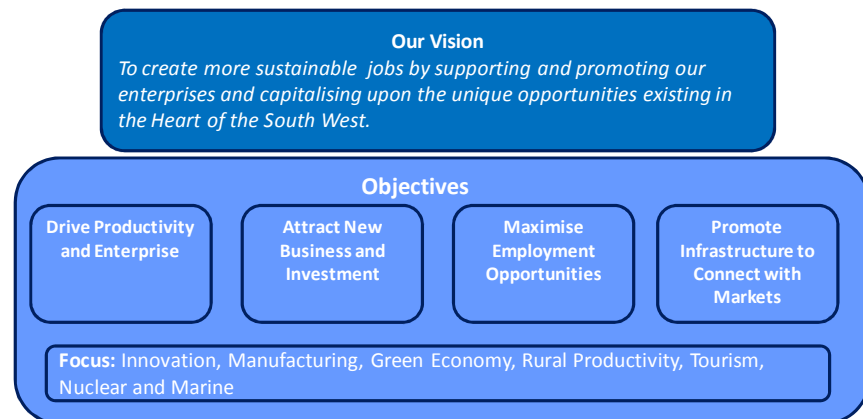 Our Vision
To create more sustainable jobs by supporting and promoting our
enterprises and capitalising upon the unique opportunities existing in
the Heart of the South West.
Objectives
Drive Productivity
and Enterprise
Attract New
Business and
Investment
Maximise
Employment
Opportunities
Promote
Infrastructure to
Connect with
Markets
Focus: Innovation, Manufacturing, Green Economy, Rural Productivity, Tourism,
Nuclear and Marine